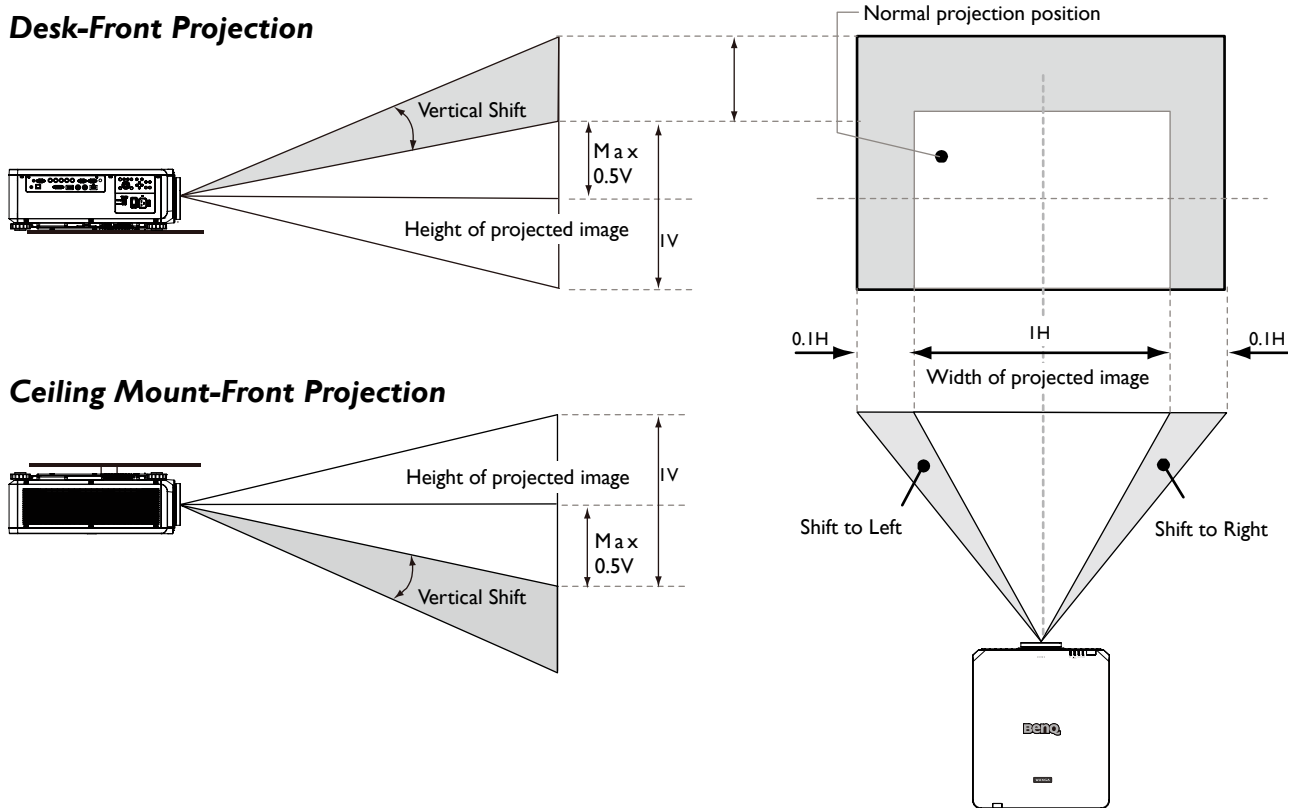 Desk-Front Projection
Vertical Shift
Max
0.5V
Height of projected image
1V
Normal projection position
0.1H
1H
0.1H
Width of projected image
Shift to Left
Shift to Right
BenQ
Ceiling Mount-Front Projection
Height of projected image
1V
Max
0.5V
Vertical Shift